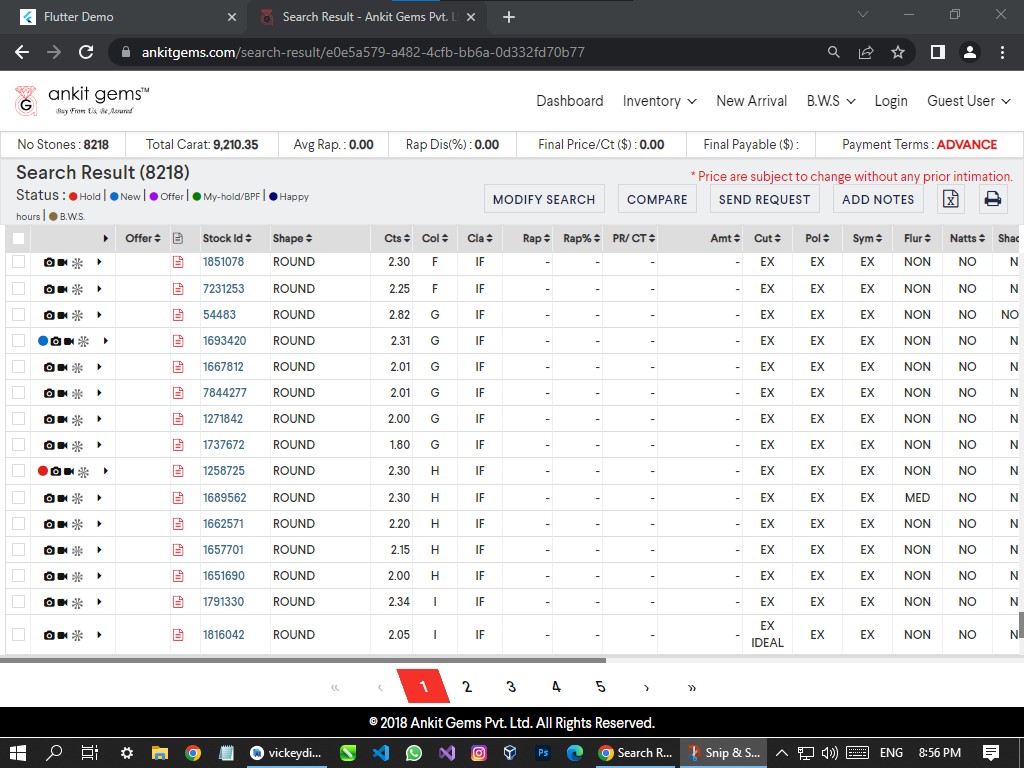 Flutter Demo
Search Result - Ankit Gems Pvt. L
ankitgems.com/search-result/e0e5a579-a482-4cfb-bb6a-0d332fd70b77
G
ankit gems™
Buy From Us, Be Assured
Dashboard Inventory New Arrival B.W.S Login Guest User
No Stones : 8218 Total Carat: 9,210.35 Avg Rap. : 0.00 Rap Dis(%) : 0.00 Final Price/Ct ($) : 0.00 Final Payable ($) : Payment Terms : ADVANCE
Search Result (8218)
* Price are subject to change without any prior intimation.
Status : Hold | New | Offer | My-hold/BPF | Happy
hours | B.W.S.
MODIFY SEARCH COMPARE SEND REQUEST ADD NOTES
Offer Stock Id Shape Cts Col Cla Rap Rap% PR/ CT Amt Cut Pol Sym Flur Natts Shad
1851078 ROUND 2.30 F IF - - - - EX EX EX NON NO N
7231253 ROUND 2.25 F IF - - - - EX EX EX NON NO N
54483 ROUND 2.82 G IF - - - - EX EX EX NON NO NO
1693420 ROUND 2.31 G IF - - - - EX EX EX NON NO N
1667812 ROUND 2.01 G IF - - - - EX EX EX NON NO N
7844277 ROUND 2.01 G IF - - - - EX EX EX NON NO N
1271842 ROUND 2.00 G IF - - - - EX EX EX NON NO N
1737672 ROUND 1.80 G IF - - - - EX EX EX NON NO N
1258725 ROUND 2.30 H IF - - - - EX EX EX NON NO N
1689562 ROUND 2.30 H IF - - - - EX EX EX MED NO N
1662571 ROUND 2.20 H IF - - - - EX EX EX NON NO N
1657701 ROUND 2.15 H IF - - - - EX EX EX NON NO N
1651690 ROUND 2.00 H IF - - - - EX EX EX NON NO N
1791330 ROUND 2.34 I IF - - - - EX EX EX NON NO N
1816042 ROUND 2.05 I IF - - - - EX IDEAL EX EX NON NO N
« ‹ 1 2 3 4 5 › »
© 2018 Ankit Gems Pvt. Ltd. All Rights Reserved.
vickeydi... Ps Search R... Snip & S... ENG 8:56 PM